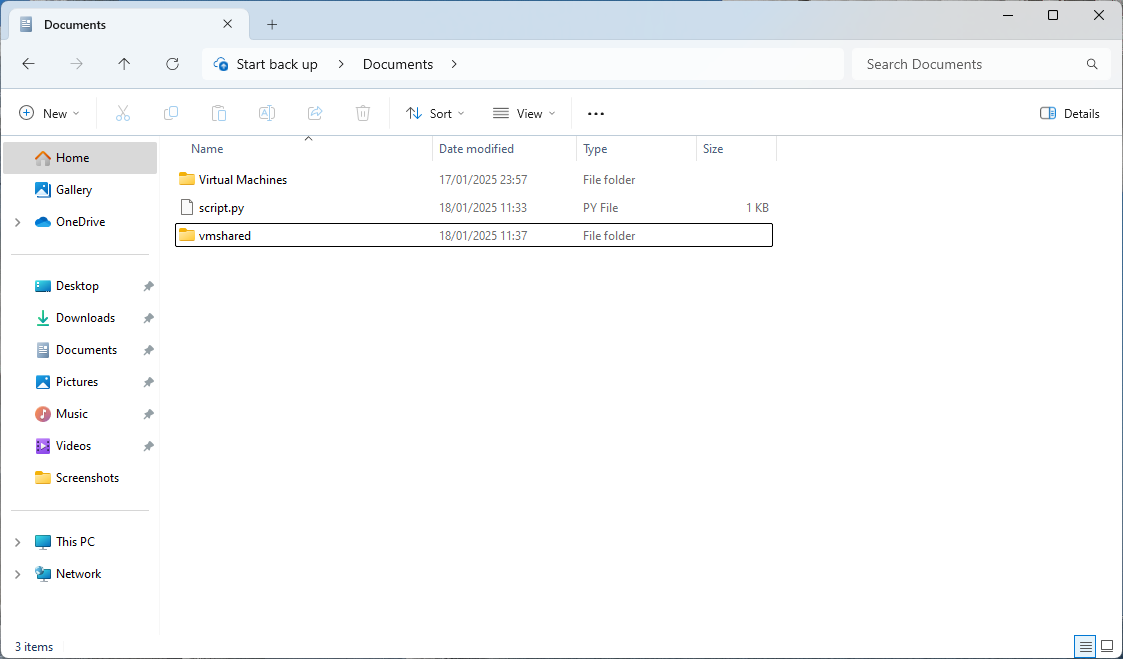 Documents
Start back up > Documents >
Search Documents
New
Sort
View
Details
Name Date modified Type Size
Virtual Machines 17/01/2025 23:57 File folder
script.py 18/01/2025 11:33 PY File 1 KB
vmshared 18/01/2025 11:37 File folder
Home
Gallery
OneDrive
Desktop
Downloads
Documents
Pictures
Music
Videos
Screenshots
This PC
Network
3 items